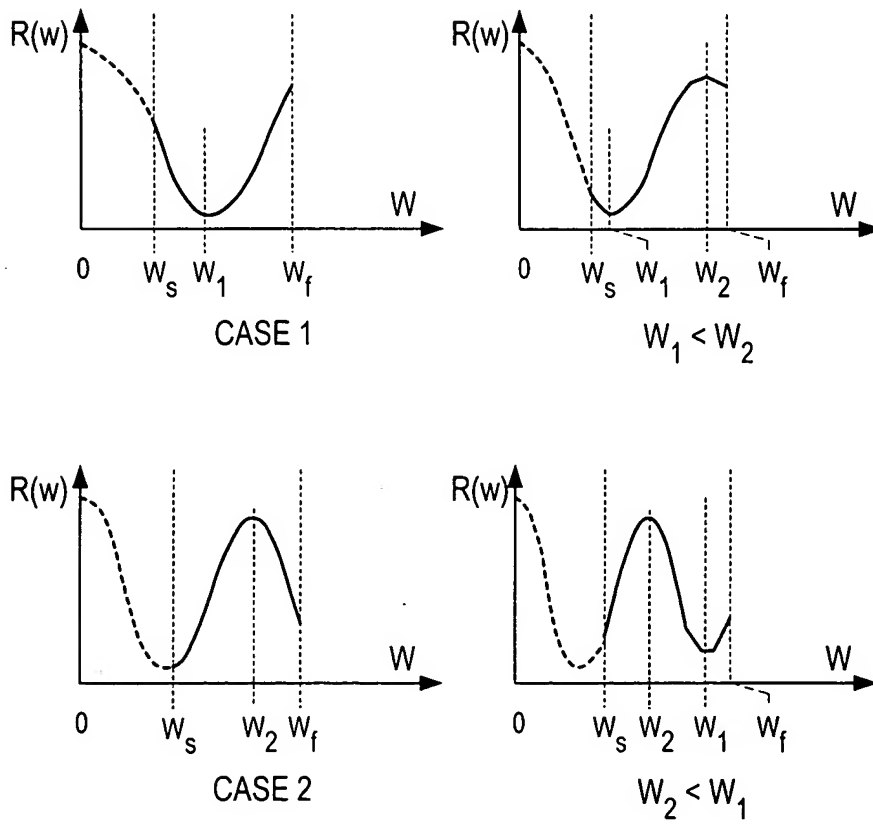 R(w)
W
0 W_s W_1 W_f
CASE 1
R(w)
W
0 W_s W_1 W_2 W_f
W_1 < W_2
R(w)
W
0 W_s W_2 W_f
CASE 2
R(w)
W
0 W_s W_2 W_1 W_f
W_2 < W_1